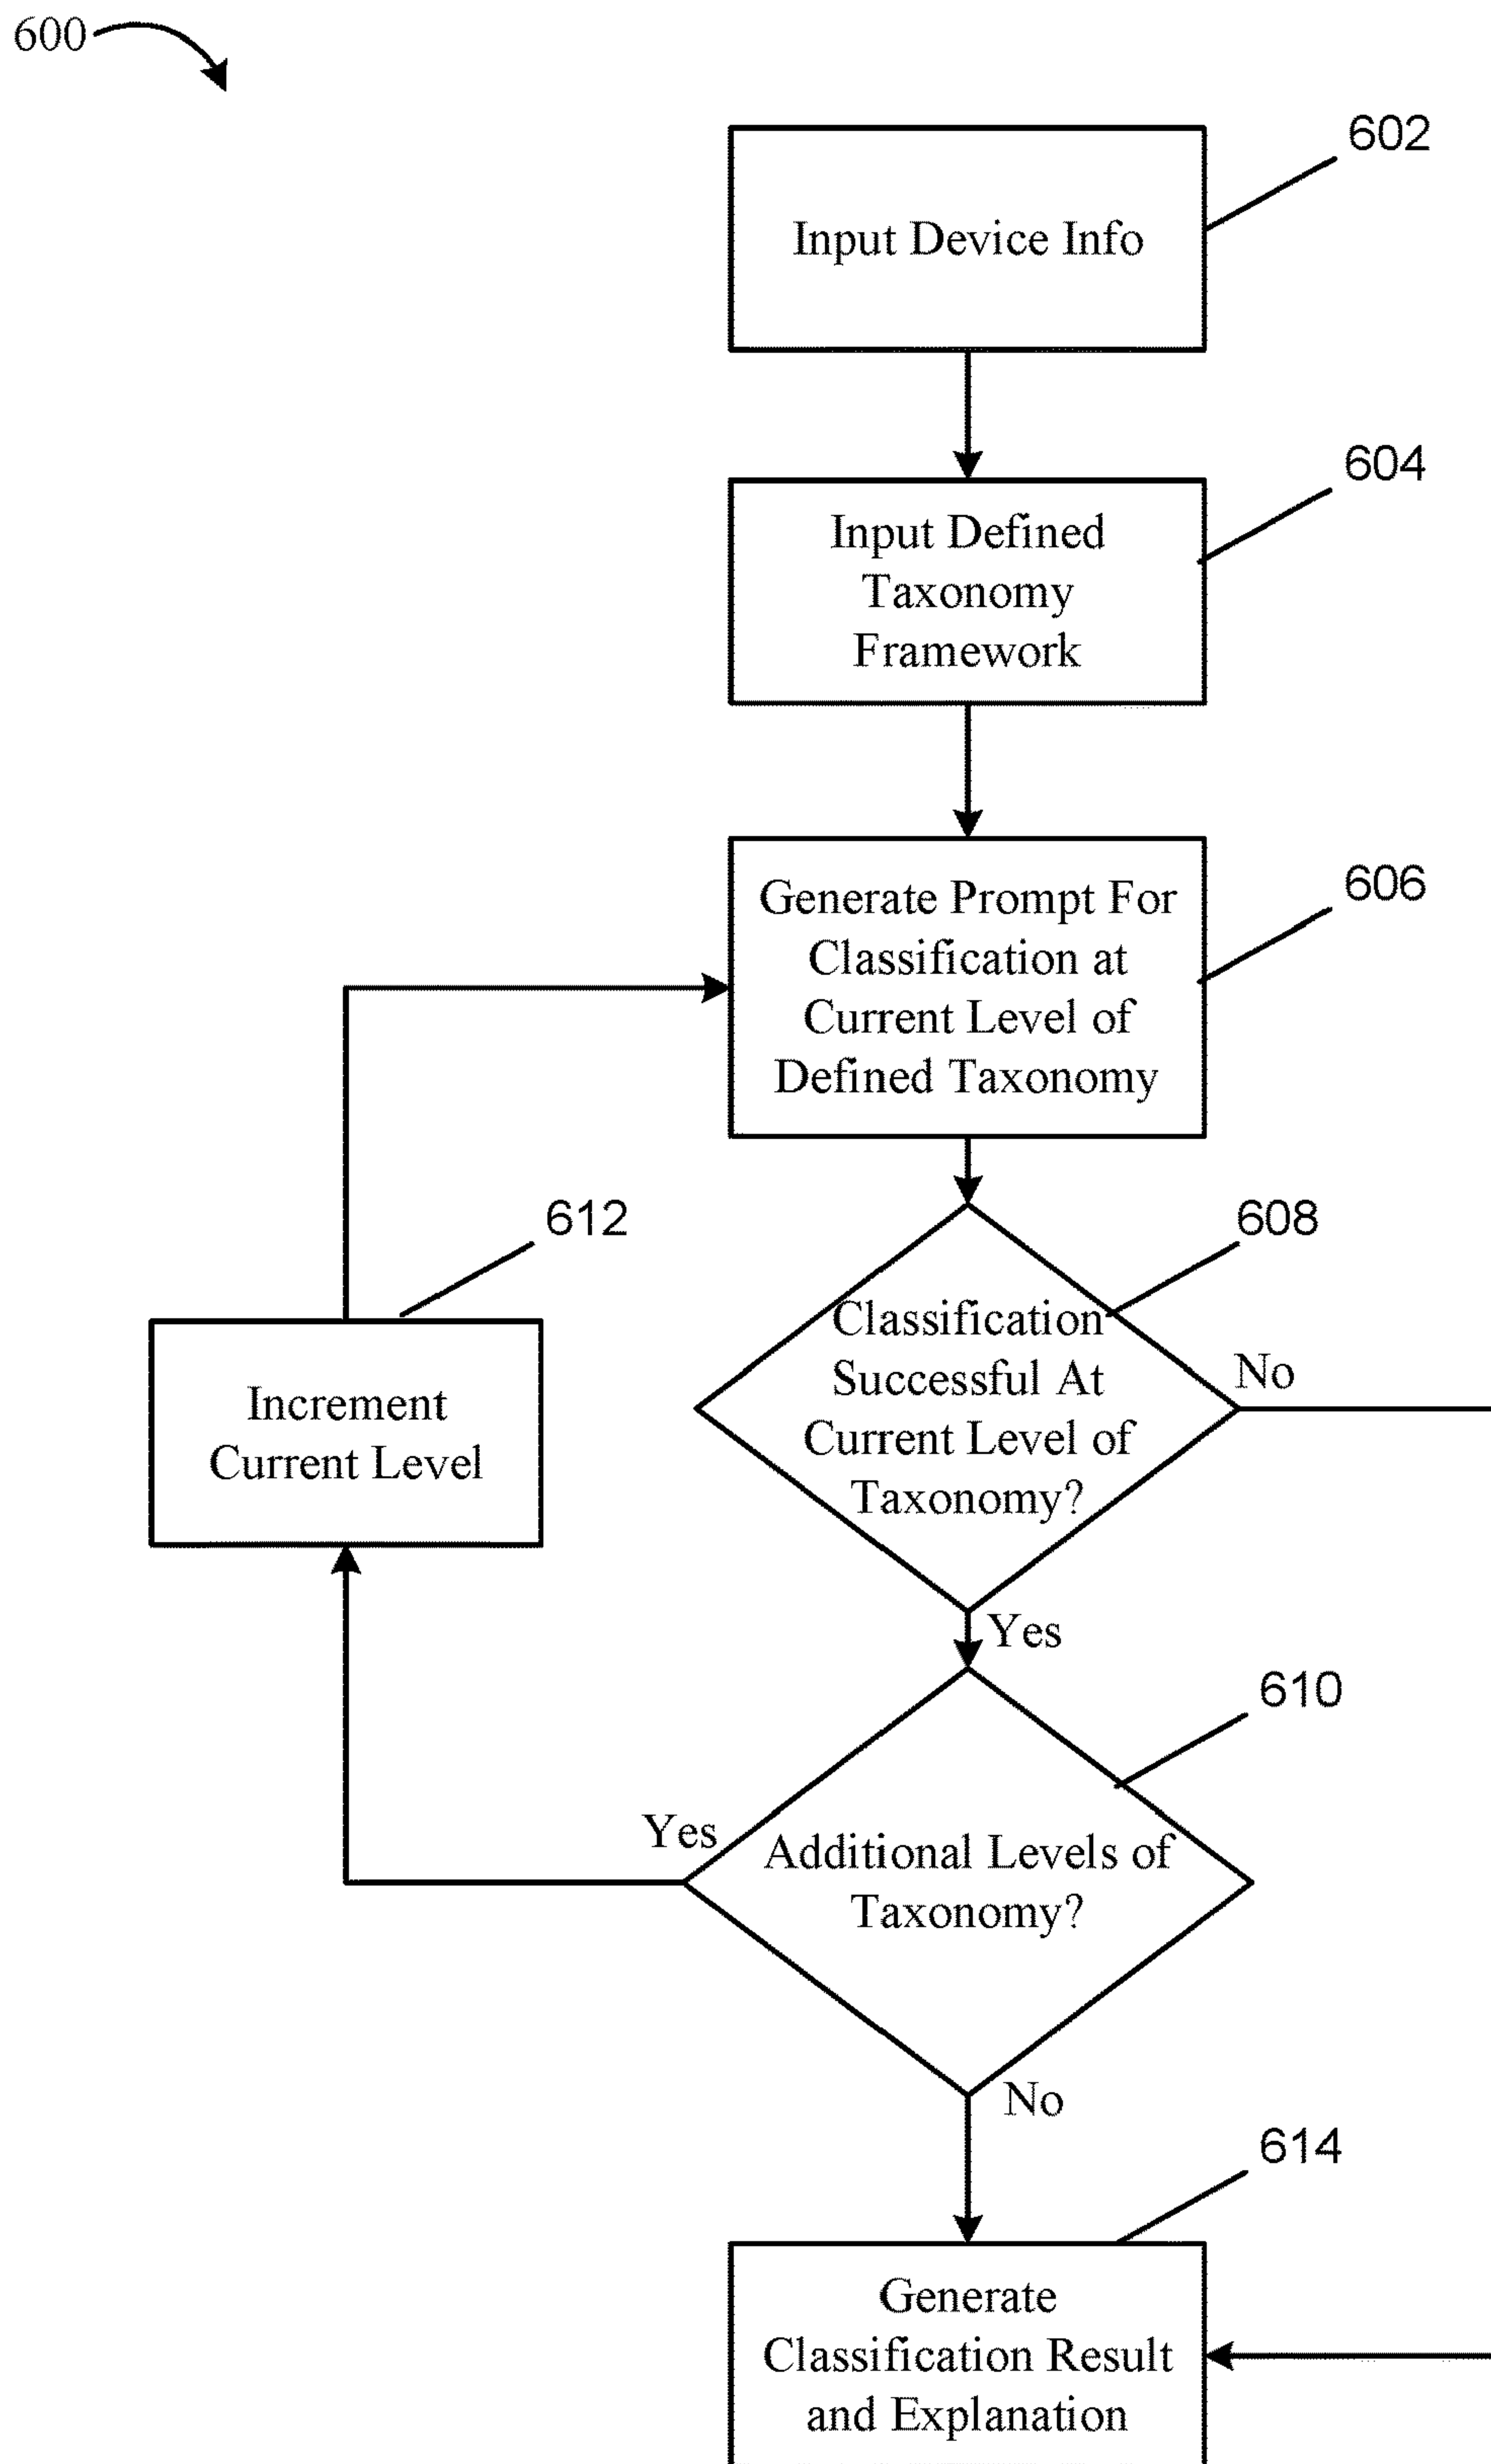 600
602
Input Device Info
604
Input Defined
Taxonomy
Framework
606
Generate Prompt For
Classification at
Current Level of
Defined Taxonomy
612
608
Classification
Successful At
Current Level of
Taxonomy?
No
Increment
Current Level
Yes
610
Yes
Additional Levels of
Taxonomy?
No
614
Generate
Classification Result
and Explanation